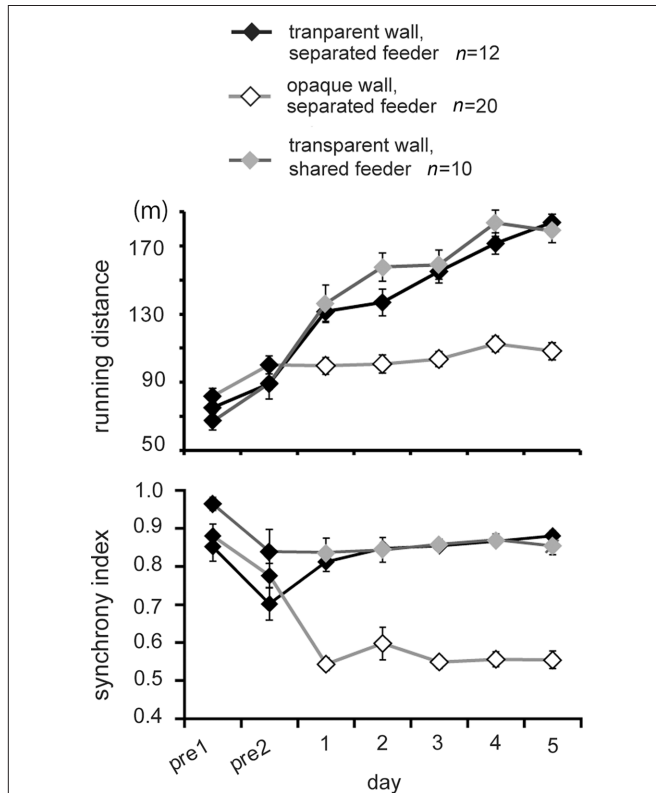 tranparent wall,
separated feeder n=12
opaque wall,
separated feeder n=20
transparent wall,
shared feeder n=10
(m)
170
130
90
50
running distance
1.0
0.9
0.8
0.7
0.6
0.5
0.4
synchrony index
pre1 pre2 1 2 3 4 5
day